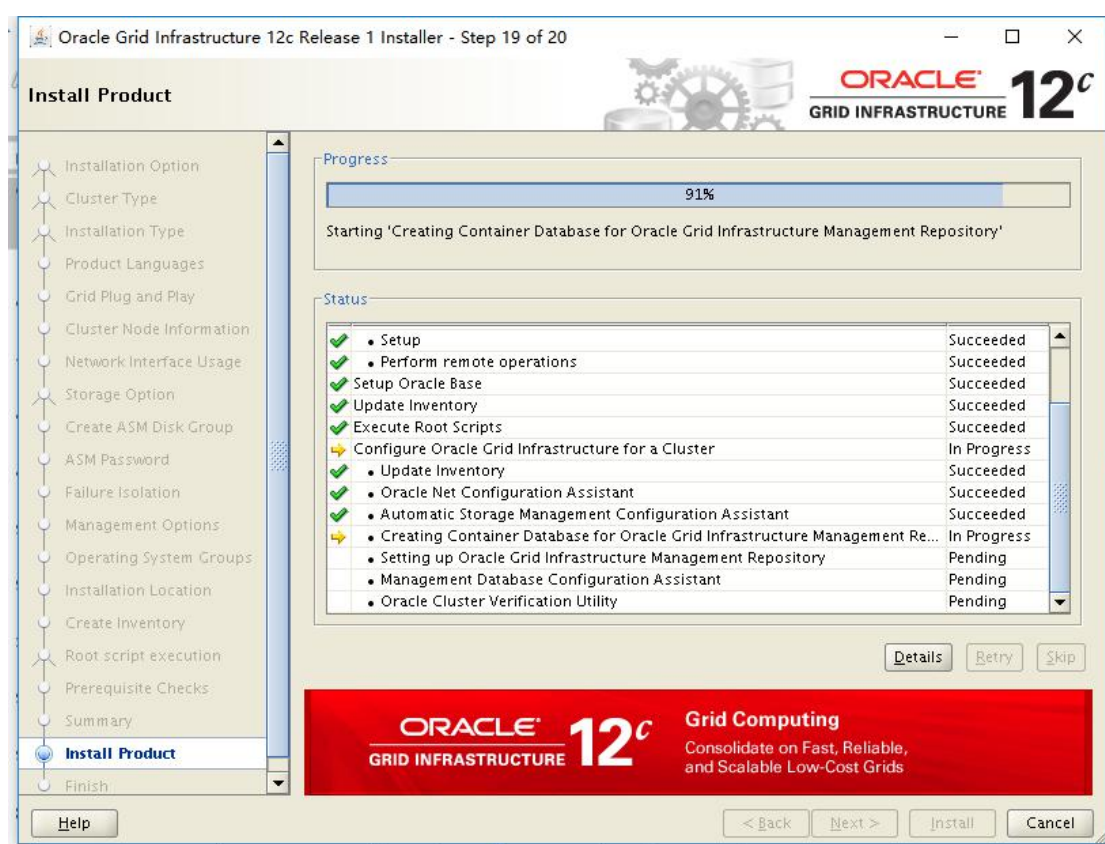 Oracle Grid Infrastructure 12c Release 1 Installer - Step 19 of 20
Install Product
ORACLE
GRID INFRASTRUCTURE
12c
Installation Option
Cluster Type
Installation Type
Product Languages
Grid Plug and Play
Cluster Node Information
Network Interface Usage
Storage Option
Create ASM Disk Group
ASM Password
Failure Isolation
Management Options
Operating System Groups
Installation Location
Create Inventory
Root script execution
Prerequisite Checks
Summary
Install Product
Finish
Progress
91%
Starting 'Creating Container Database for Oracle Grid Infrastructure Management Repository'
Status
• Setup Succeeded
• Perform remote operations Succeeded
Setup Oracle Base Succeeded
Update Inventory Succeeded
Execute Root Scripts Succeeded
Configure Oracle Grid Infrastructure for a Cluster In Progress
• Update Inventory Succeeded
• Oracle Net Configuration Assistant Succeeded
• Automatic Storage Management Configuration Assistant Succeeded
• Creating Container Database for Oracle Grid Infrastructure Management Re... In Progress
• Setting up Oracle Grid Infrastructure Management Repository Pending
• Management Database Configuration Assistant Pending
• Oracle Cluster Verification Utility Pending
Details Retry Skip
ORACLE
GRID INFRASTRUCTURE
12c
Grid Computing
Consolidate on Fast, Reliable,
and Scalable Low-Cost Grids
Help < Back Next > Install Cancel